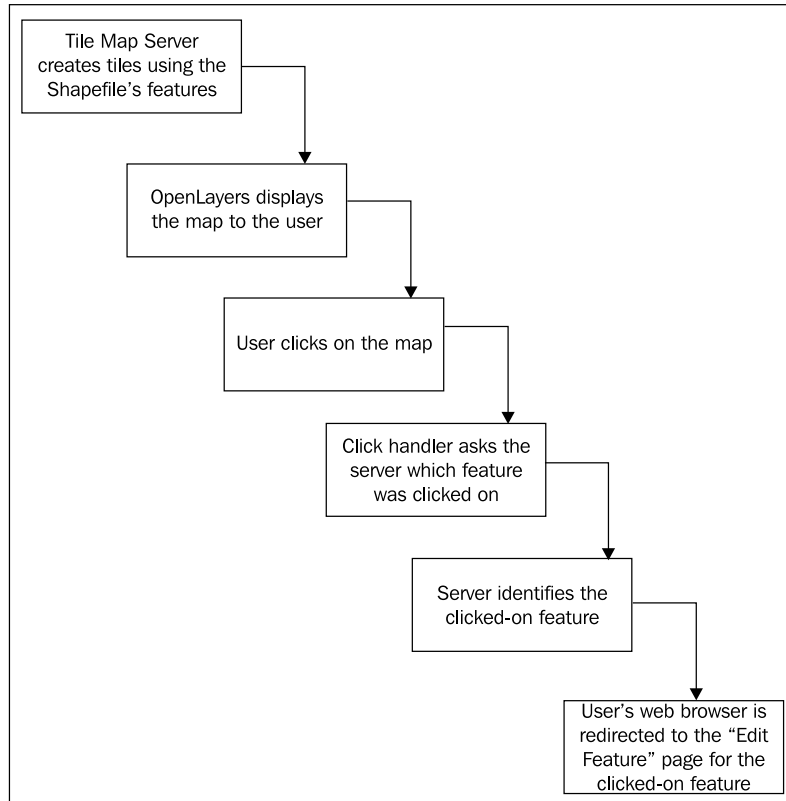 Tile Map Server
creates tiles using the
Shapefile's features
OpenLayers displays
the map to the user
User clicks on the map
Click handler asks the
server which feature
was clicked on
Server identifies the
clicked-on feature
User's web browser is
redirected to the “Edit
Feature” page for the
clicked-on feature